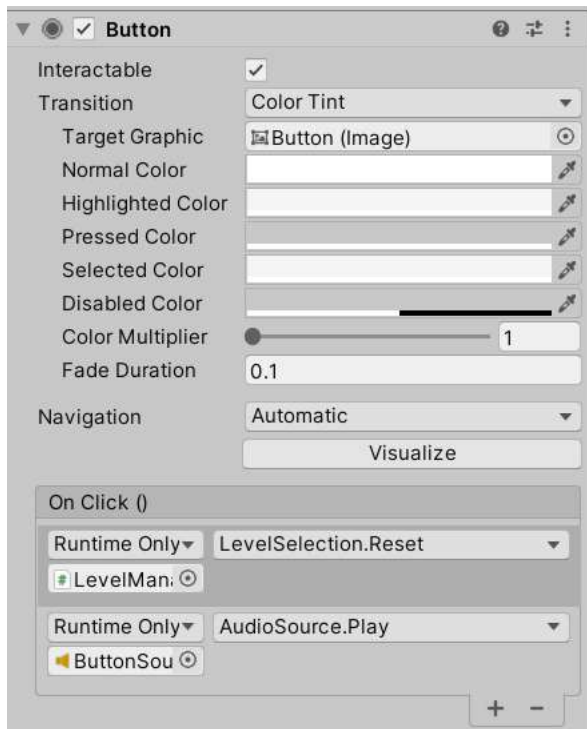 Button
Interactable
Transition Color Tint
Target Graphic Button (Image)
Normal Color
Highlighted Color
Pressed Color
Selected Color
Disabled Color
Color Multiplier 1
Fade Duration 0.1
Navigation Automatic
Visualize
On Click ()
Runtime Only LevelSelection.Reset
# LevelMana
Runtime Only AudioSource.Play
ButtonSou
+ −